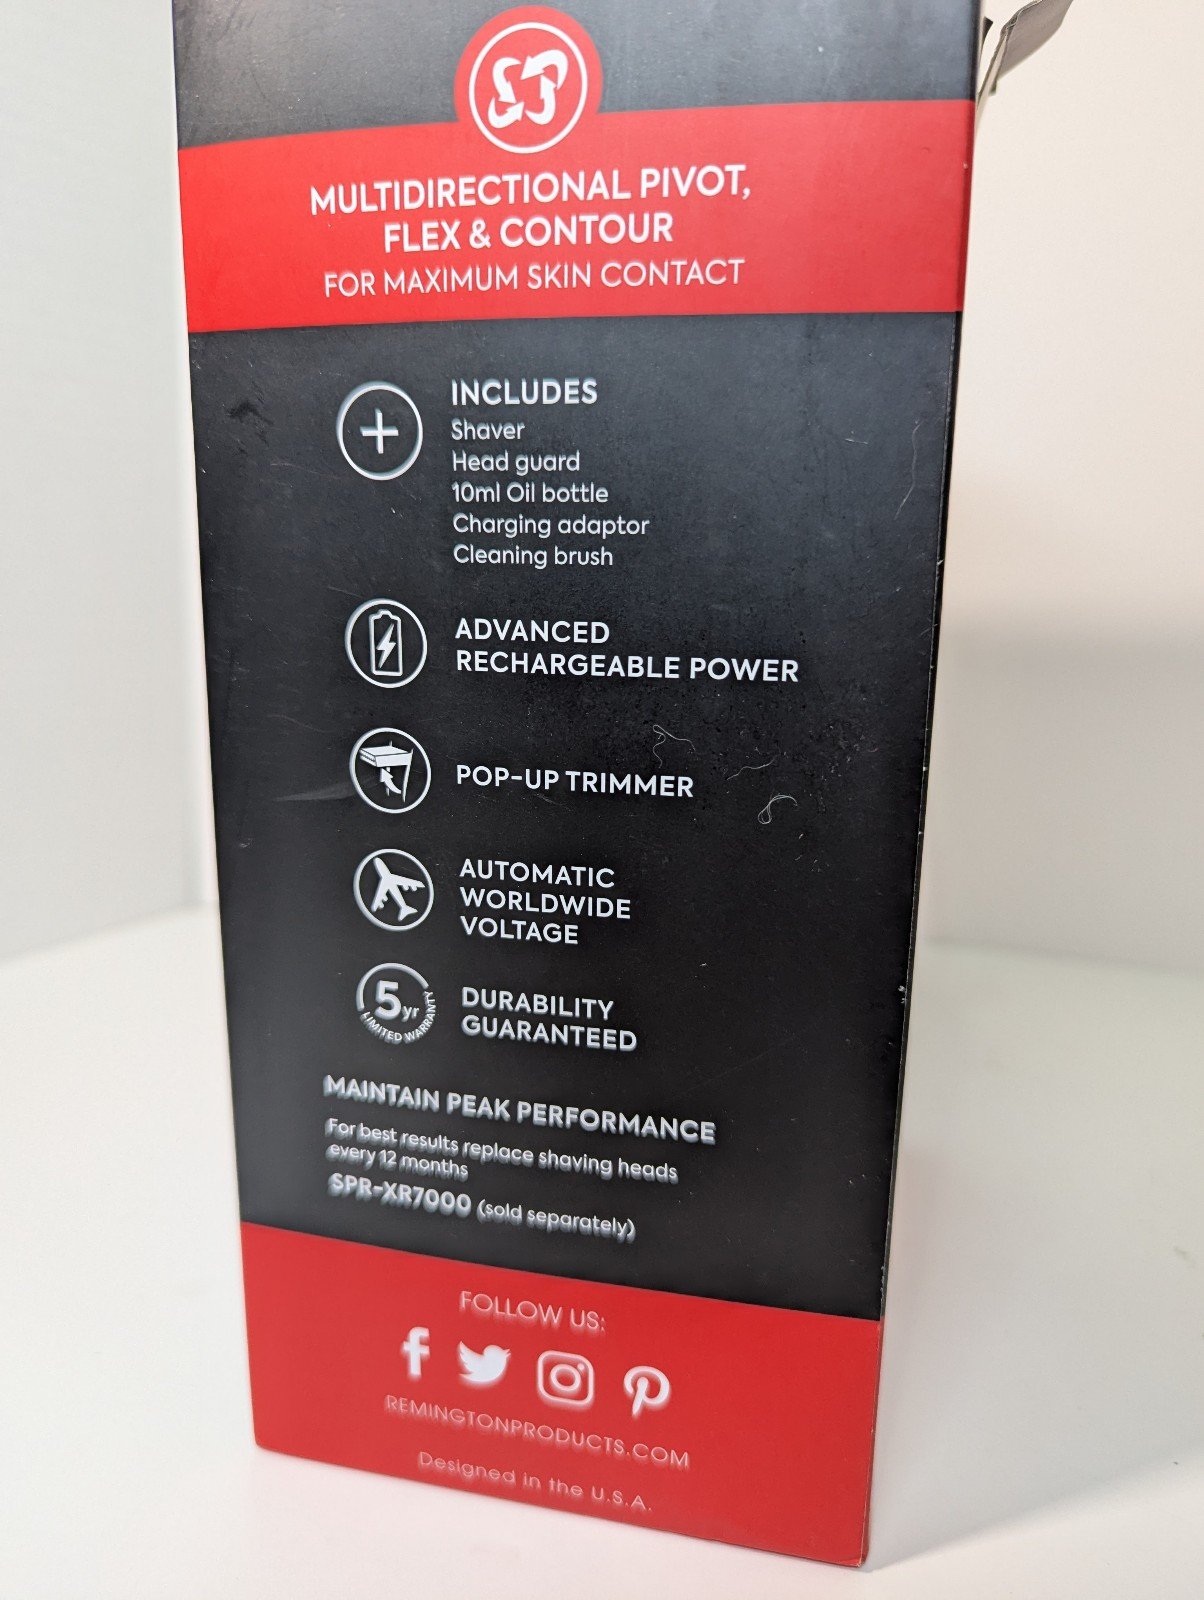 MULTIDIRECTIONAL PIVOT,
FLEX & CONTOUR
FOR MAXIMUM SKIN CONTACT
INCLUDES
Shaver
Head guard
10ml Oil bottle
Charging adaptor
Cleaning brush
ADVANCED
RECHARGEABLE POWER
POP-UP TRIMMER
AUTOMATIC
WORLDWIDE
VOLTAGE
5yr
LIMITED WARRANTY
DURABILITY
GUARANTEED
MAINTAIN PEAK PERFORMANCE
For best results replace shaving heads
every 12 months
SPR-XR7000 (sold separately)
FOLLOW US:
REMINGTONPRODUCTS.COM
Designed in the U.S.A.